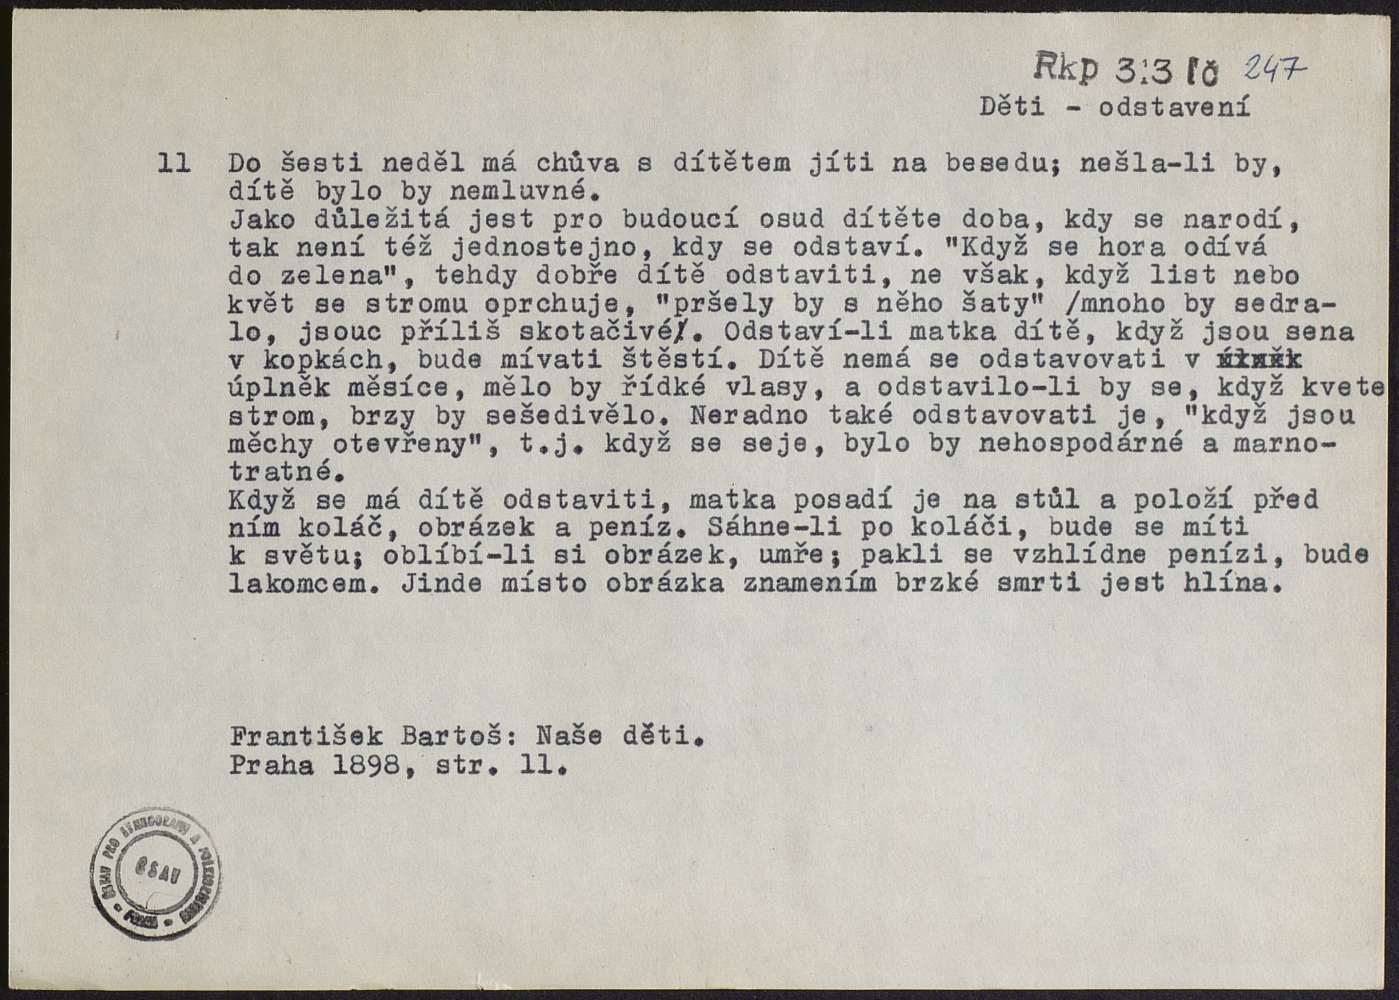 Rkp 313 lč 247
Děti - odstavení
11 Do šesti neděl má chůva s dítětem jíti na besedu; nešla-li by,
dítě bylo by nemluvné.
Jako důležitá jest pro budoucí osud dítěte doba, kdy se narodí,
tak není též jednostejno, kdy se odstaví. "Když se hora odívá
do zelena", tehdy dobře dítě odstaviti, ne však, když list nebo
květ se stromu oprchuje, "pršely by s něho šaty" /mnoho by sedra-
lo, jsouc příliš skotačivé/. Odstaví-li matka dítě, když jsou sena
v kopkách, bude mívati štěstí. Dítě nemá se odstavovati v
úplněk měsíce, mělo by řídké vlasy, a odstavilo-li by se, když kvete
strom, brzy by sešedivělo. Neradno také odstavovati je, "když jsou
měchy otevřeny", t.j. když se seje, bylo by nehospodárné a marno-
tratné.
Když se má dítě odstaviti, matka posadí je na stůl a položí před
ním koláč, obrázek a peníz. Sáhne-li po koláči, bude se míti
k světu; oblíbí-li si obrázek, umře; pakli se vzhlídne penízi, bude
lakomcem. Jinde místo obrázka znamením brzké smrti jest hlína.
František Bartoš: Naše děti.
Praha 1898, str. 11.
ÚSTAV PRO ETNOGRAFII A FOLKLORISTIKU
ČSAV
PRAHA